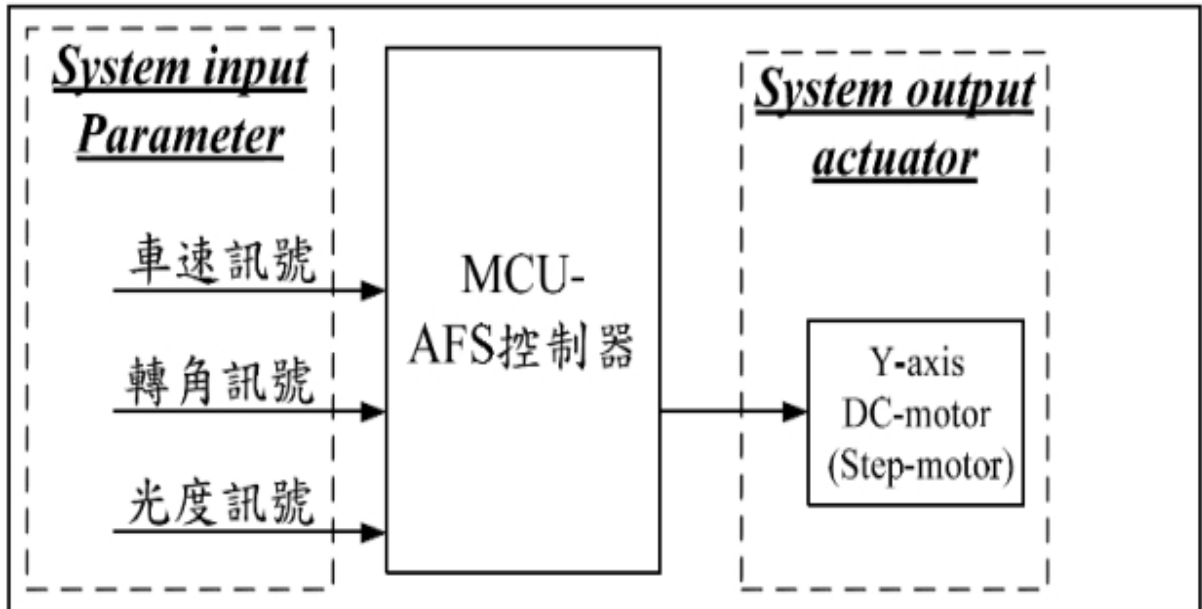 System input
Parameter
車速訊號
轉角訊號
光度訊號
MCU-
AFS控制器
System output
actuator
Y-axis
DC-motor
(Step-motor)